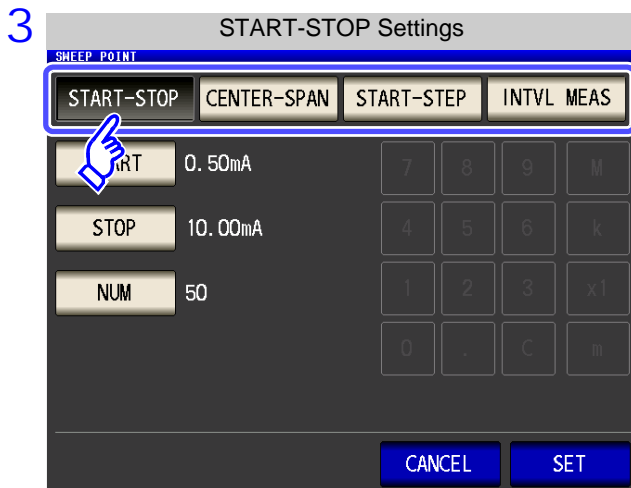 3
START-STOP Settings
SWEEP POINT
START-STOP CENTER-SPAN START-STEP INTVL MEAS
RT 0.50mA 7 8 9 M
STOP 10.00mA 4 5 6 k
NUM 50 1 2 3 x1
0 . C m
CANCEL SET